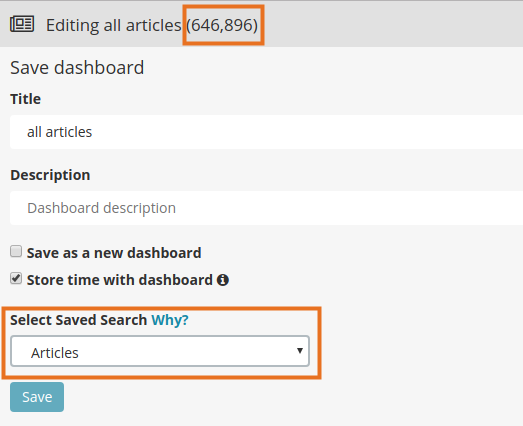 Editing all articles (646,896)
Save dashboard
Title
all articles
Description
Dashboard description
Save as a new dashboard
Store time with dashboard
Select Saved Search Why?
Articles
Save